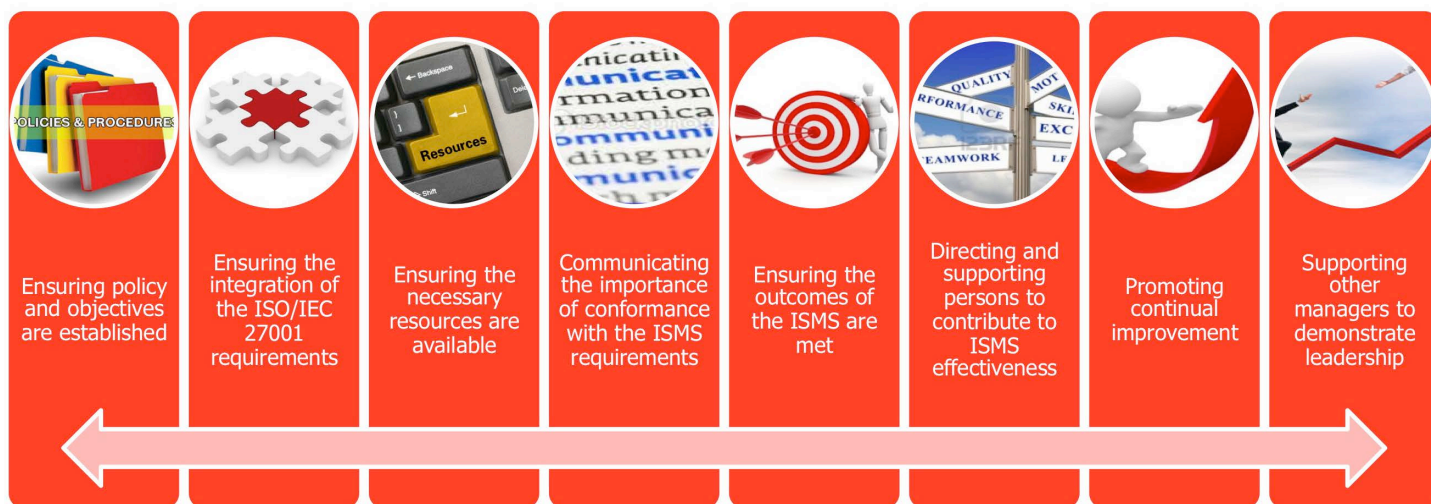 POLICIES & PROCEDURES
Ensuring policy
and objectives
are established
Ensuring the
integration of
the ISO/IEC
27001
requirements
← Backspace
Resources
Shift
Ensuring the
necessary
resources are
available
nicati
unicat
rmation
munica
ommuni
ding m
munic
Communicating
the importance
of conformance
with the ISMS
requirements
Ensuring the
outcomes of
the ISMS are
met
QUALITY
MOT
RFORMANCE
SKI
EXC
EAMWORK
LE
Directing and
supporting
persons to
contribute to
ISMS
effectiveness
Promoting
continual
improvement
Supporting
other
managers to
demonstrate
leadership